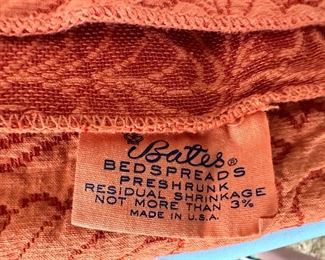 Bates®
BEDSPREADS
PRESHRUNK
RESIDUAL SHRINKAGE
NOT MORE THAN 3%
MADE IN U.S.A.